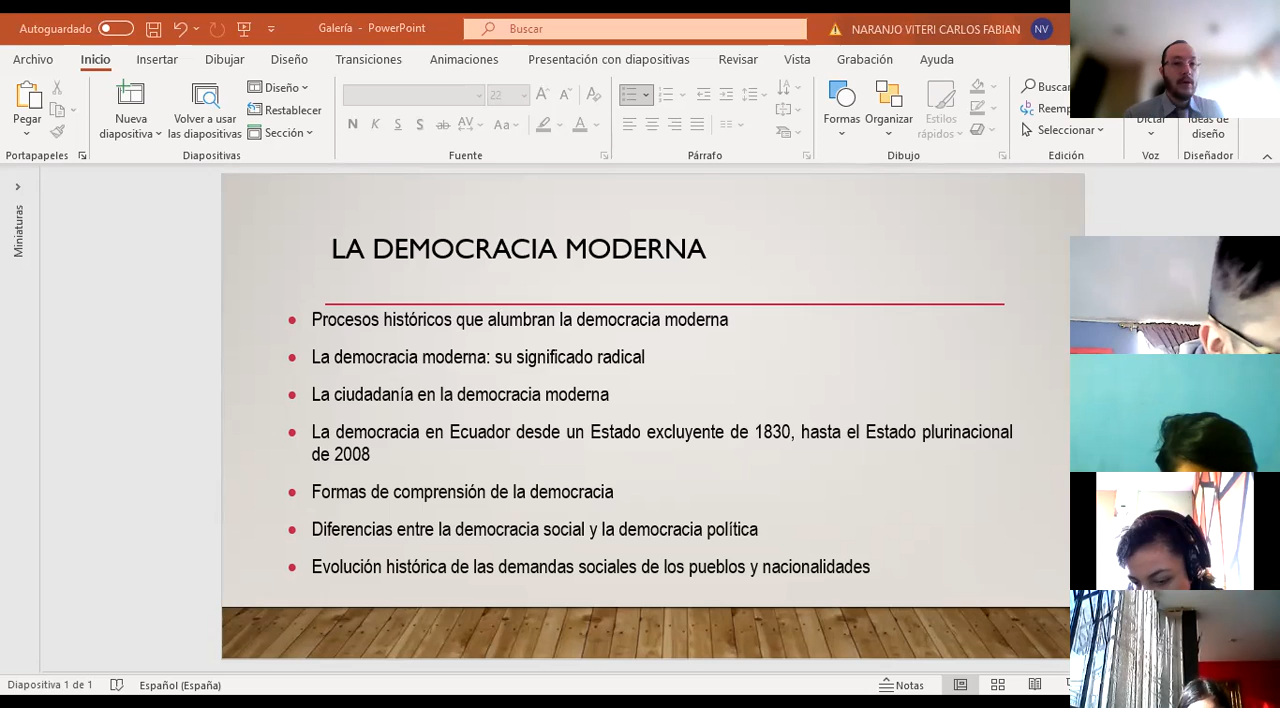 Autoguardado
Galería - PowerPoint
Buscar
NARANJO VITERI CARLOS FABIAN
NV
Archivo Inicio Insertar Dibujar Diseño Transiciones Animaciones Presentación con diapositivas Revisar Vista Grabación Ayuda
Pegar
Nueva diapositiva
Volver a usar las diapositivas
Diseño
Restablecer
Sección
22
N K S S ab AV Aa A A A A
Formas
Organizar
Estilos rápidos
Buscar
Reemp
Seleccionar
Dictar
Ideas de diseño
Portapapeles Diapositivas Fuente Párrafo Dibujo Edición Voz Diseñador
Miniaturas
LA DEMOCRACIA MODERNA
• Procesos históricos que alumbran la democracia moderna
• La democracia moderna: su significado radical
• La ciudadanía en la democracia moderna
• La democracia en Ecuador desde un Estado excluyente de 1830, hasta el Estado plurinacional
de 2008
• Formas de comprensión de la democracia
• Diferencias entre la democracia social y la democracia política
• Evolución histórica de las demandas sociales de los pueblos y nacionalidades
Diapositiva 1 de 1
Español (España)
Notas